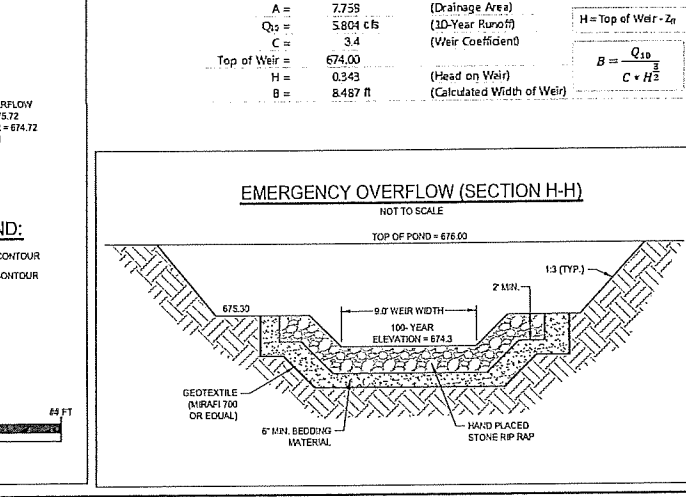 A = 7.759 (Drainage Area)
Q₁₀ = 5.804 cfs (10-Year Runoff)
C = 3.4 (Weir Coefficient)
Top of Weir = 674.00
H = 0.343 (Head on Weir)
B = 8.487 ft (Calculated Width of Weir)
H = Top of Weir - Zff
B = Q₁₀ / (C * H^(3/2))
RFLOW
75.72
= 674.72
ND:
CONTOUR
CONTOUR
## FT
EMERGENCY OVERFLOW (SECTION H-H)
NOT TO SCALE
TOP OF POND = 676.00
1:3 (TYP.)
2' MIN.
675.30
9.0' WEIR WIDTH
100- YEAR
ELEVATION = 674.3
GEOTEXTILE
(MIRAFI 700
OR EQUAL)
6" MIN. BEDDING
MATERIAL
HAND PLACED
STONE RIP RAP